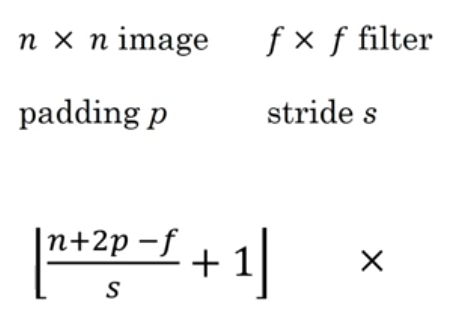 n × n image f × f filter
padding p stride s
⌊(n+2p −f)/s + 1⌋ ×